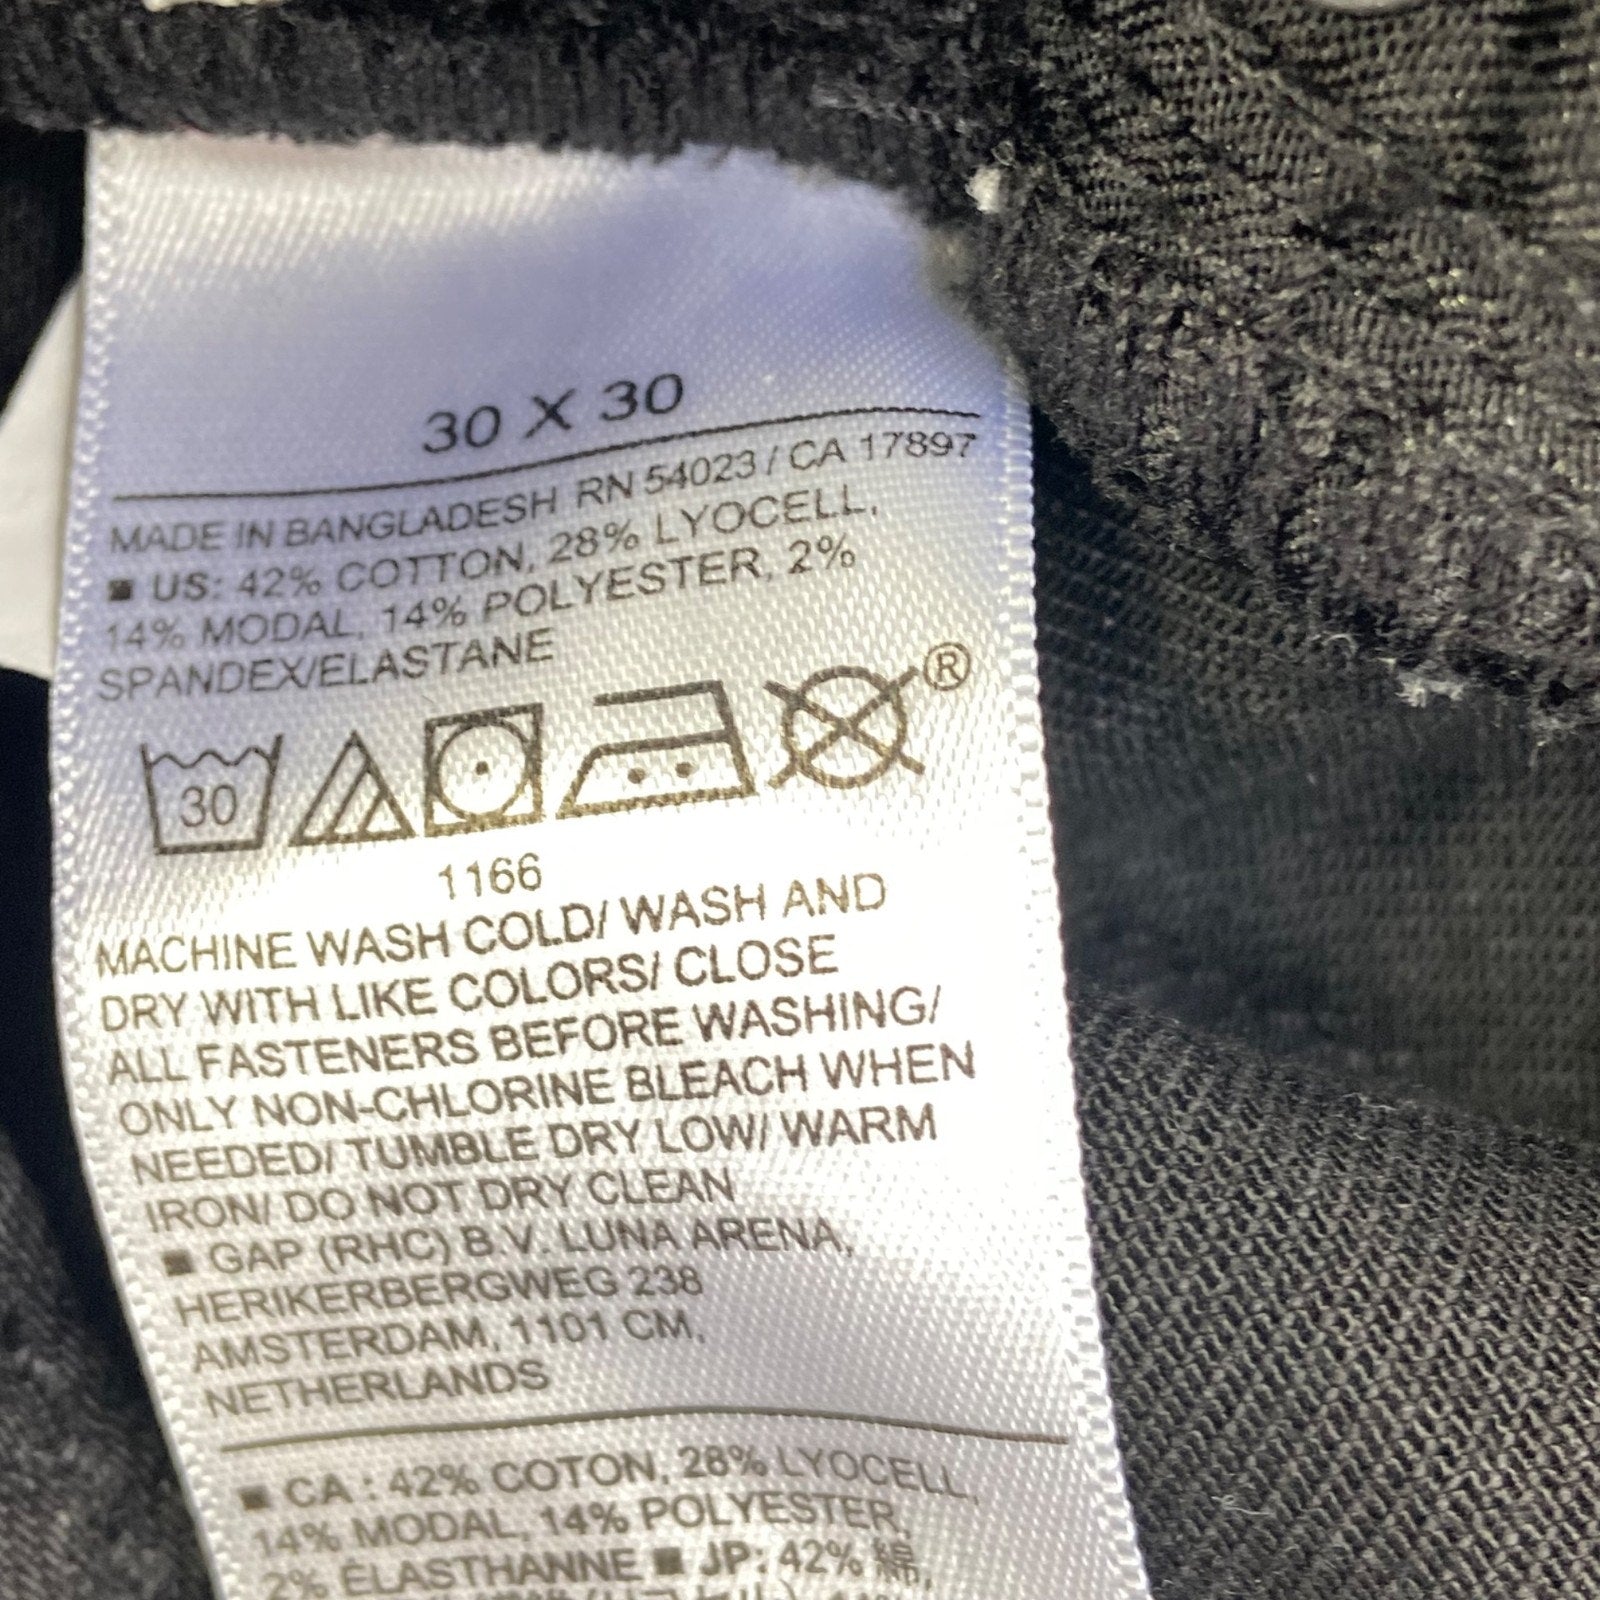 30 X 30
MADE IN BANGLADESH RN 54023 / CA 17897
■ US: 42% COTTON, 28% LYOCELL,
14% MODAL, 14% POLYESTER, 2%
SPANDEX/ELASTANE
30 ®
1166
MACHINE WASH COLD/ WASH AND
DRY WITH LIKE COLORS/ CLOSE
ALL FASTENERS BEFORE WASHING/
ONLY NON-CHLORINE BLEACH WHEN
NEEDED/ TUMBLE DRY LOW/ WARM
IRON/ DO NOT DRY CLEAN
■ GAP (RHC) B.V. LUNA ARENA,
HERIKERBERGWEG 238
AMSTERDAM, 1101 CM,
NETHERLANDS
■ CA : 42% COTON, 28% LYOCELL,
14% MODAL, 14% POLYESTER,
2% ÉLASTHANNE ■ JP: 42% 綿,